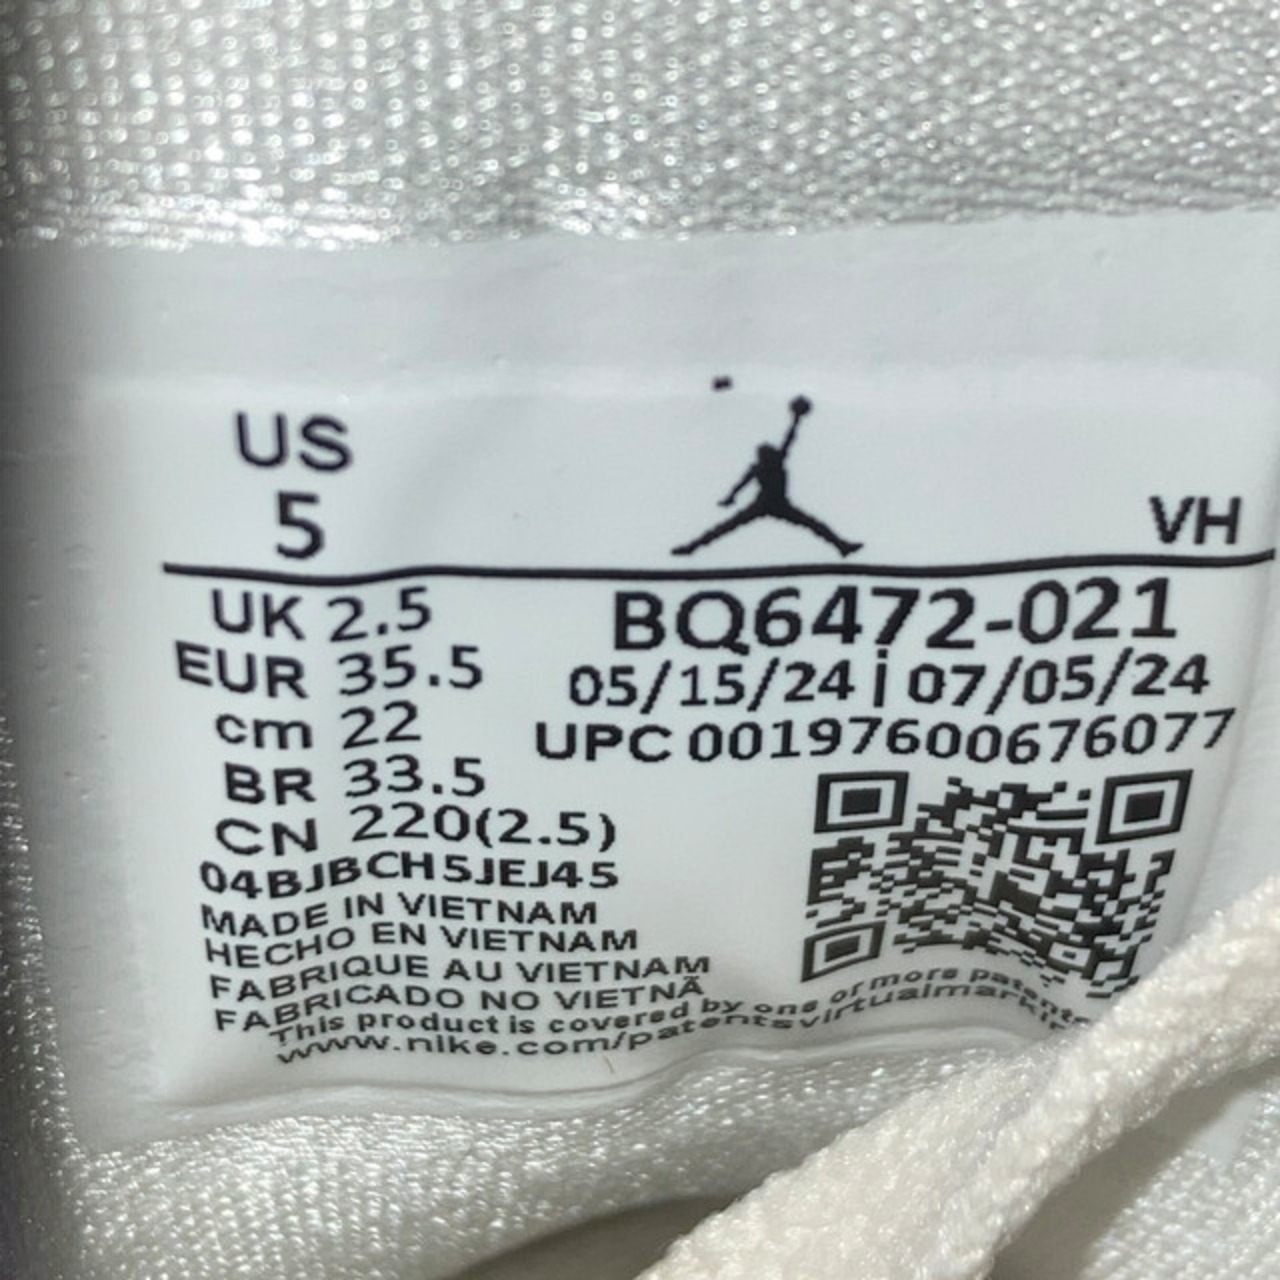 US
5
VH
UK 2.5
EUR 35.5
cm 22
BR 33.5
CN 220(2.5)
BQ6472-021
05/15/24 i 07/05/24
UPC 00197600676077
04BJBCH5JEJ45
MADE IN VIETNAM
HECHO EN VIETNAM
FABRIQUE AU VIETNAM
FABRICADO NO VIETNÃ
This product is covered by one or more patents
www.nike.com/patentsvirtualmarkin